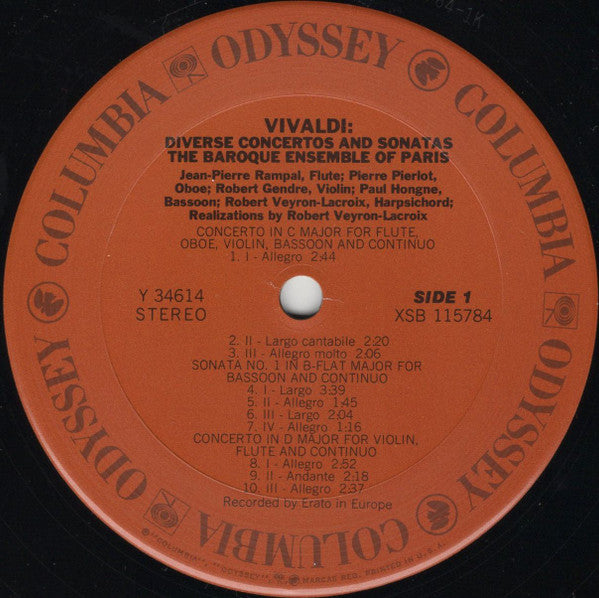 COLUMBIA ODYSSEY COLUMBIA ODYSSEY COLUMBIA ODYSSEY
VIVALDI:
DIVERSE CONCERTOS AND SONATAS
THE BAROQUE ENSEMBLE OF PARIS
Jean-Pierre Rampal, Flute; Pierre Pierlot,
Oboe; Robert Gendre, Violin; Paul Hongne,
Bassoon; Robert Veyron-Lacroix, Harpsichord;
Realizations by Robert Veyron-Lacroix
CONCERTO IN C MAJOR FOR FLUTE,
OBOE, VIOLIN, BASSOON AND CONTINUO
1. I - Allegro 2:44
Y 34614
STEREO
SIDE 1
XSB 115784
2. II - Largo cantabile 2:20
3. III - Allegro molto 2:06
SONATA NO. 1 IN B-FLAT MAJOR FOR
BASSOON AND CONTINUO
4. I - Largo 3:39
5. II - Allegro 1:45
6. III - Largo 2:04
7. IV - Allegro 1:16
CONCERTO IN D MAJOR FOR VIOLIN,
FLUTE AND CONTINUO
8. I - Allegro 2:52
9. II - Andante 2:18
10. III - Allegro 2:37
Recorded by Erato in Europe
"COLUMBIA", "ODYSSEY", MARCAS REG. PRINTED IN U.S.A.